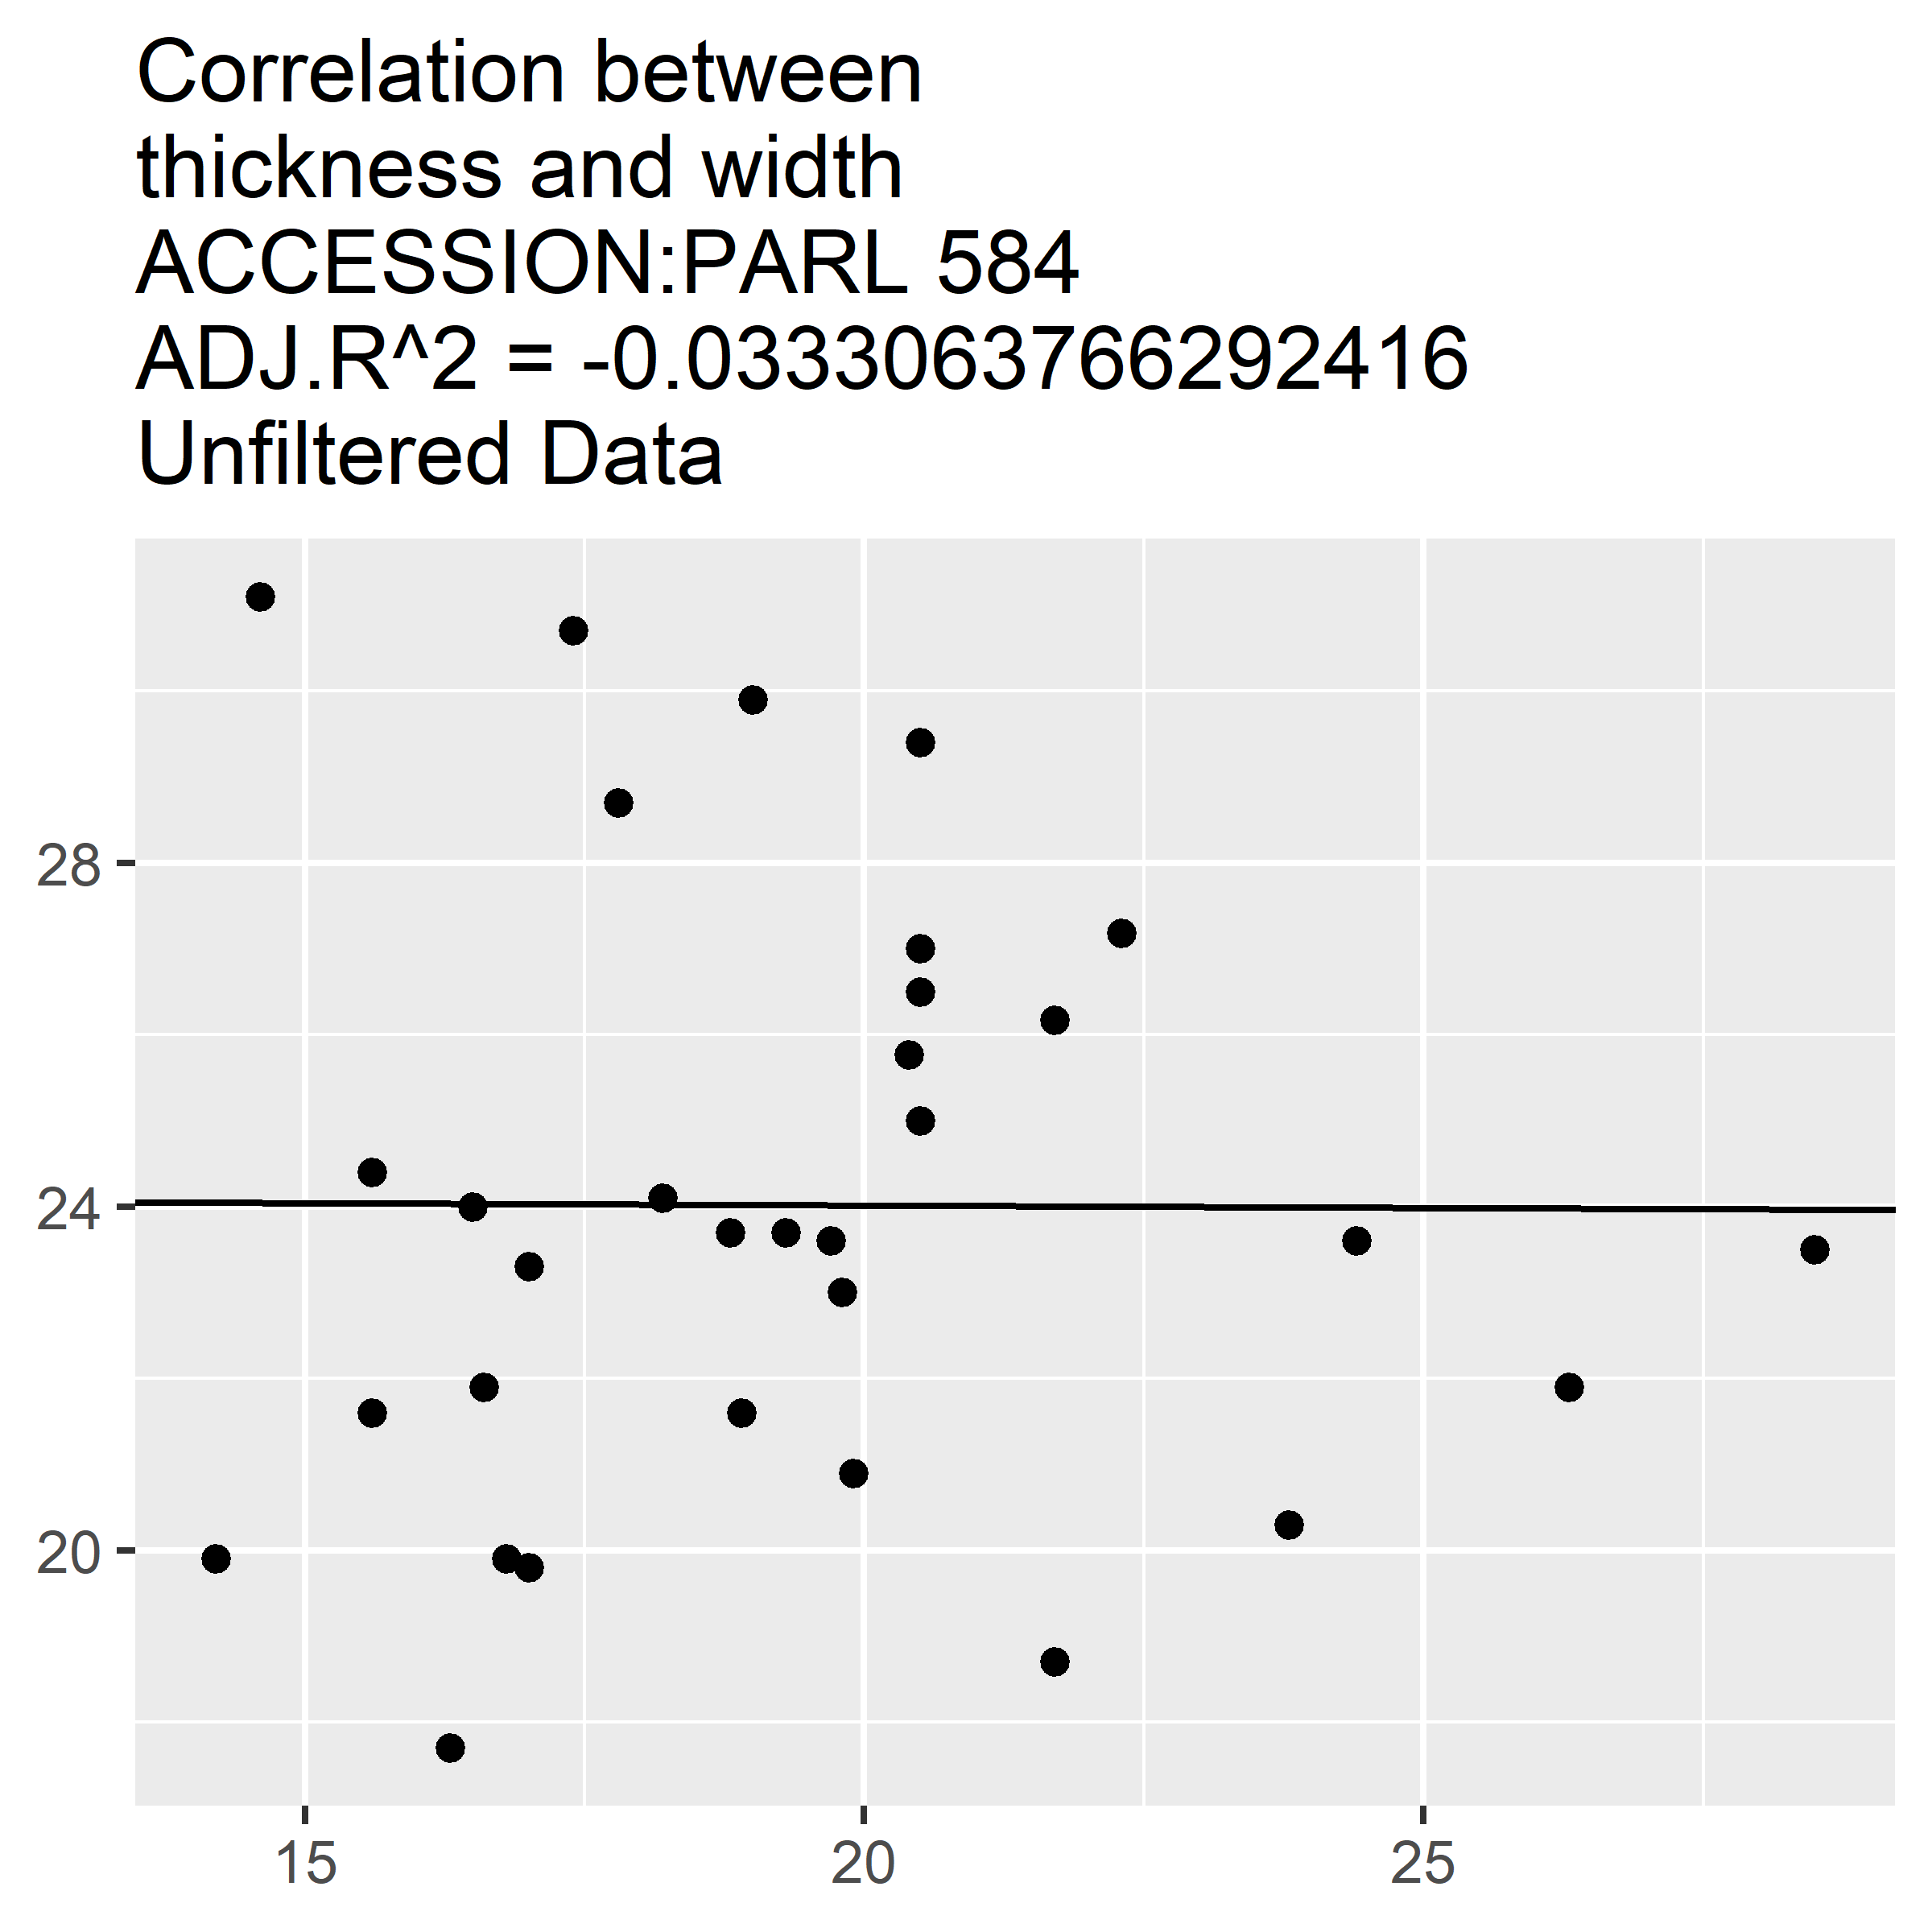 Correlation between
thickness and width
ACCESSION:PARL 584
ADJ.R^2 = -0.0333063766292416
Unfiltered Data
28
24
20
15 20 25